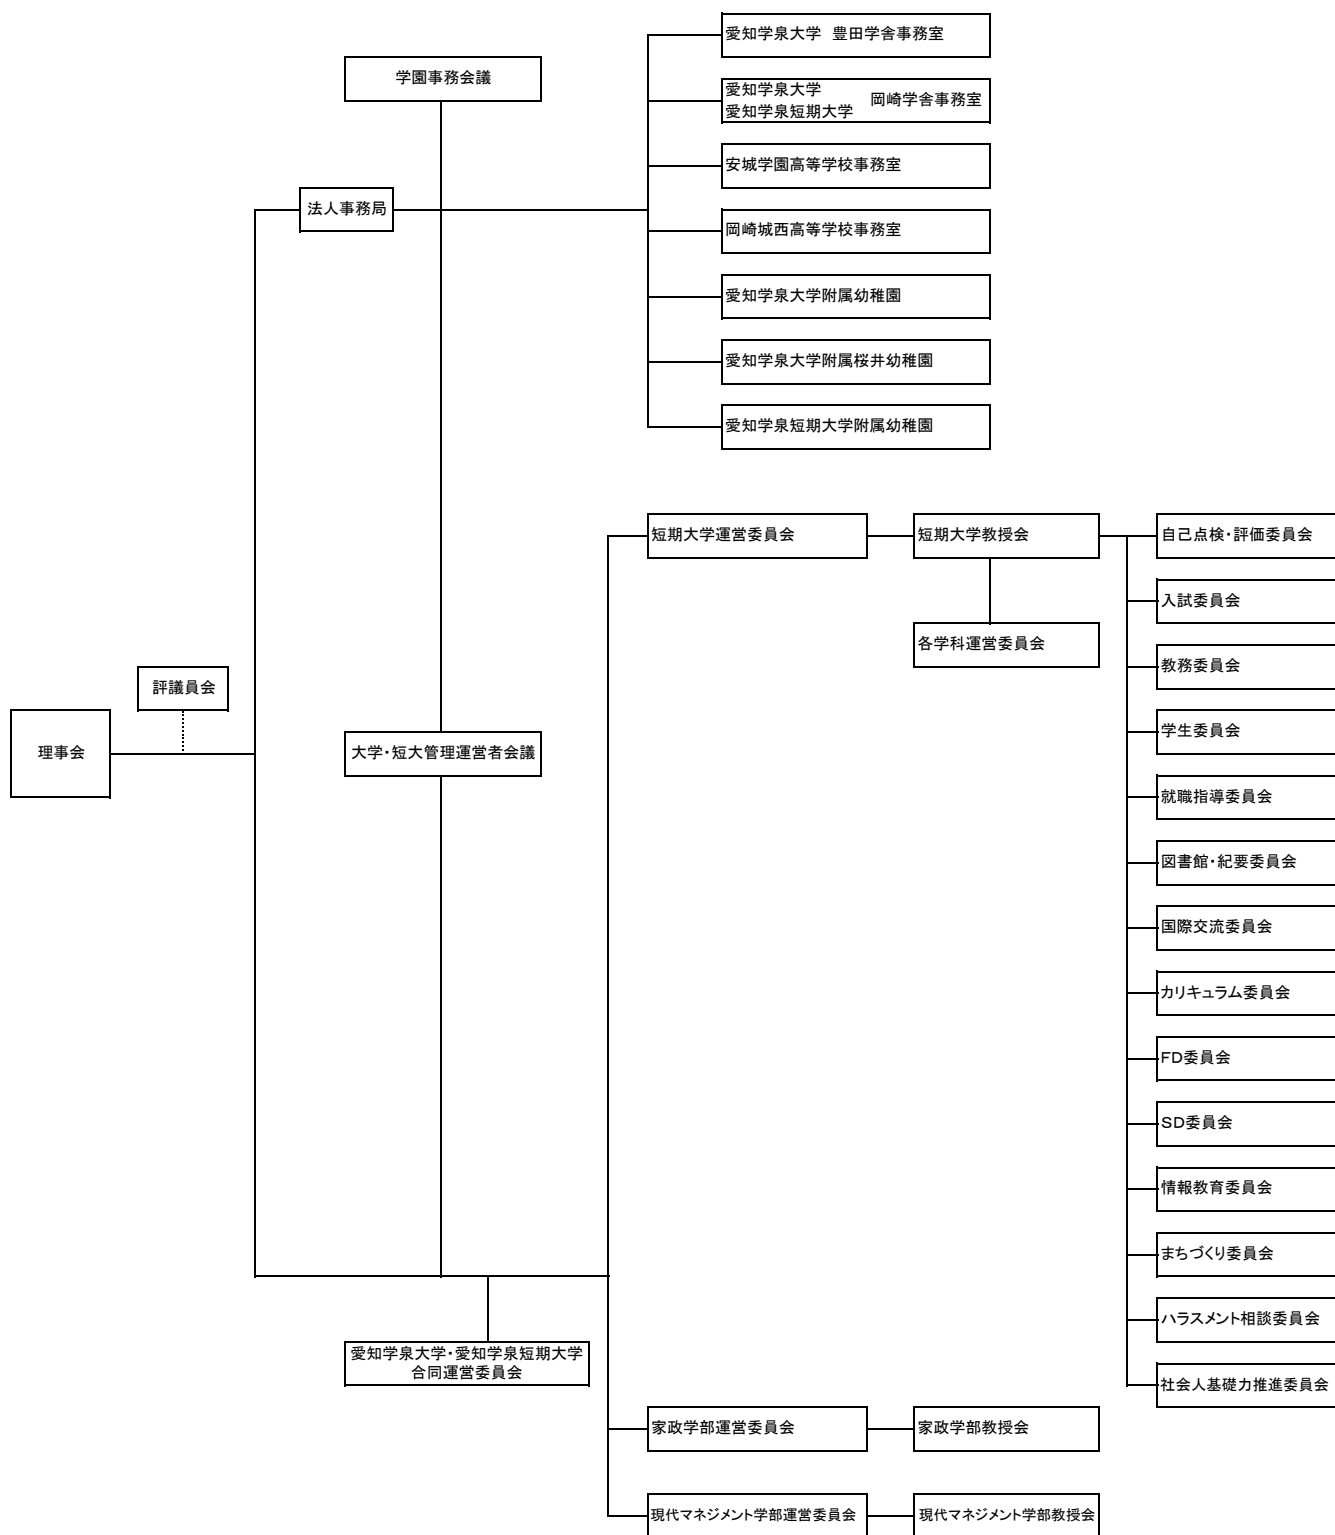 愛知学泉大学　豊田学舎事務室
学園事務会議
愛知学泉大学
愛知学泉短期大学
岡崎学舎事務室
安城学園高等学校事務室
法人事務局
岡崎城西高等学校事務室
愛知学泉大学附属幼稚園
愛知学泉大学附属桜井幼稚園
愛知学泉短期大学附属幼稚園
短期大学運営委員会
短期大学教授会
自己点検・評価委員会
入試委員会
各学科運営委員会
教務委員会
評議員会
学生委員会
理事会
大学・短大管理運営者会議
就職指導委員会
図書館・紀要委員会
国際交流委員会
カリキュラム委員会
FD委員会
SD委員会
情報教育委員会
まちづくり委員会
ハラスメント相談委員会
愛知学泉大学・愛知学泉短期大学
合同運営委員会
社会人基礎力推進委員会
家政学部運営委員会
家政学部教授会
現代マネジメント学部運営委員会
現代マネジメント学部教授会